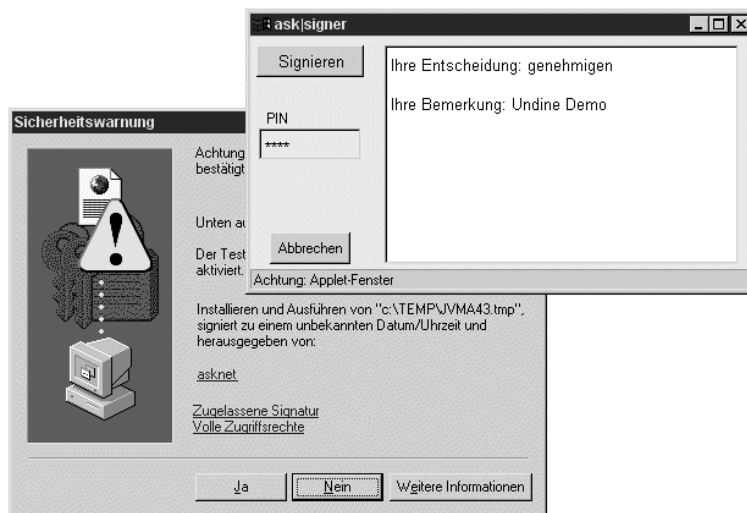 ask|signer
Signieren
Ihre Entscheidung: genehmigen
Ihre Bemerkung: Undine Demo
PIN
****
Abbrechen
Achtung: Applet-Fenster
Sicherheitswarnung
Achtung
bestätigt
Unten
Der Test
aktiviert.
Installieren und Ausführen von "c:\TEMP\JVMA43.tmp",
signiert zu einem unbekannten Datum/Uhrzeit und
herausgegeben von:
asknet
Zugelassene Signatur
Volle Zugriffsrechte
Ja
Nein
Weitere Informationen